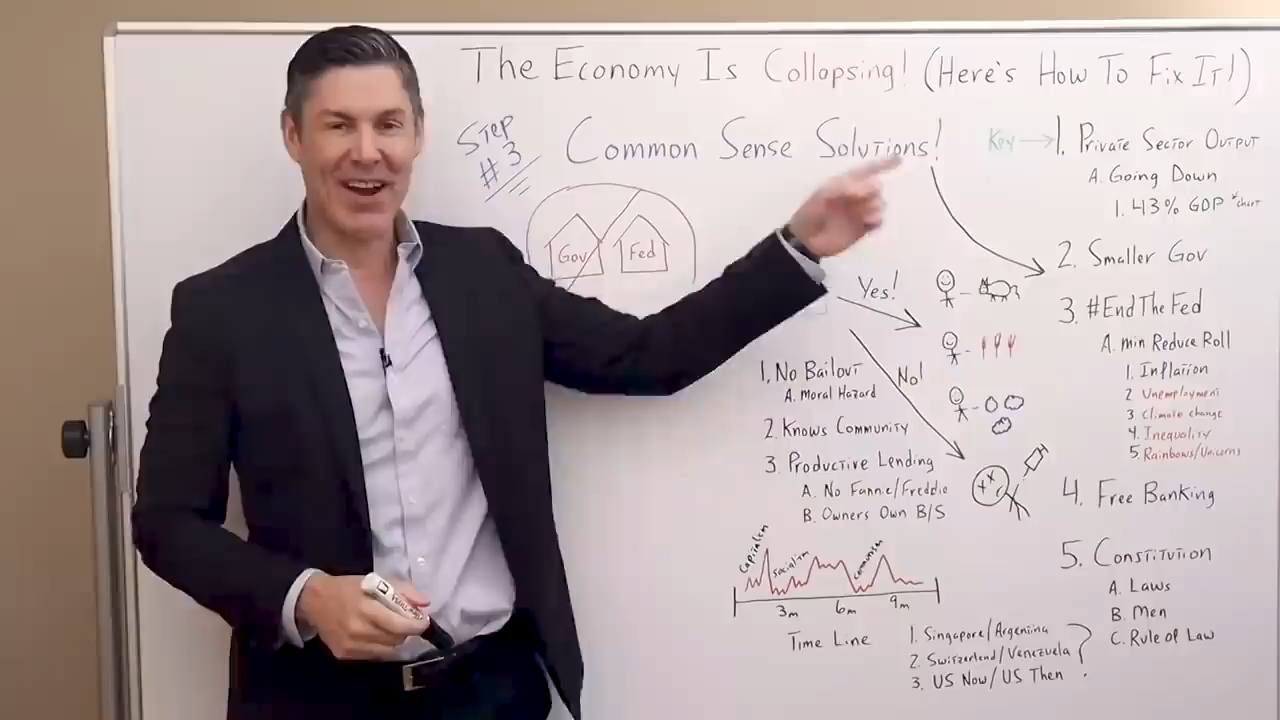 The Economy Is Collapsing! (Here's How To Fix It!)
Step
#3
Common Sense Solutions!
Gov
Fed
Yes!
No!
1. No Bailout
A. Moral Hazard
2. Knows Community
3. Productive Lending
A. No Fannie/Freddie
B. Owners Own B/S
Capitalism
socialism
communism
3m 6m 9m
Time Line
1. Singapore/Argentina
2. Switzerland/Venezuela
3. US Now/US Then
?
Key → 1. Private Sector Output
A. Going Down
1. 43% GDP *chart
2. Smaller Gov
3. #EndTheFed
A. min Reduce Roll
1. Inflation
2 Unemployment
3 Climate change
4. Inequality
5. Rainbows/Unicorns
4. Free Banking
5. Constitution
A. Laws
B. Men
C. Rule of Law